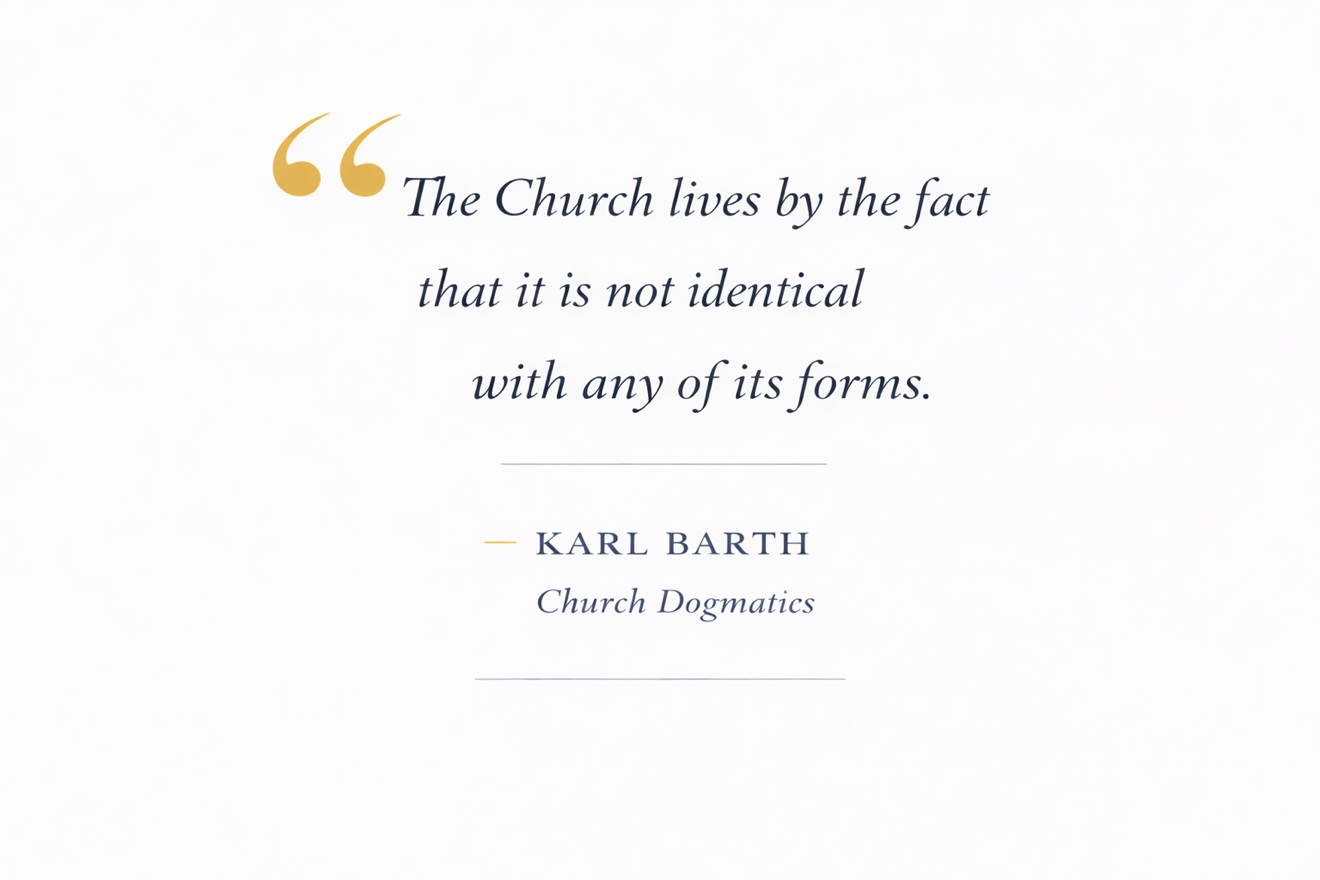 “The Church lives by the fact
that it is not identical
with any of its forms.
— KARL BARTH
Church Dogmatics